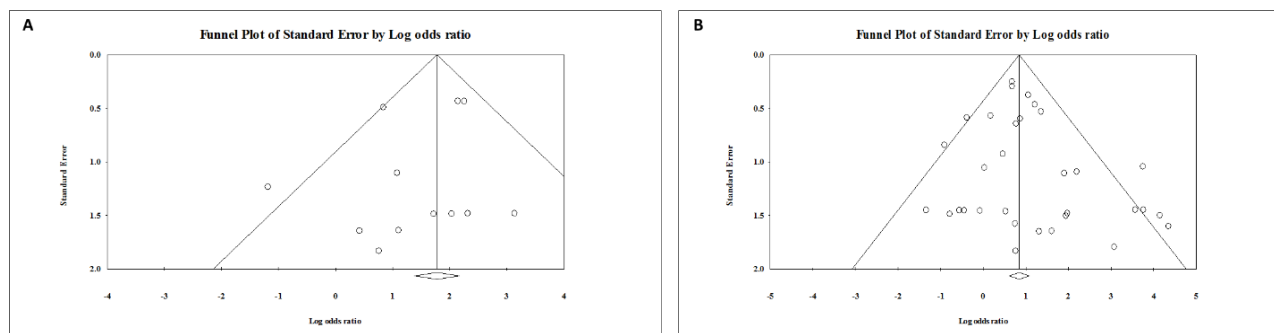 A
Funnel Plot of Standard Error by Log odds ratio
0.0
0.5
1.0
1.5
2.0
Standard Error
-4 -3 -2 -1 0 1 2 3 4
Log odds ratio
B
Funnel Plot of Standard Error by Log odds ratio
0.0
0.5
1.0
1.5
2.0
Standard Error
-5 -4 -3 -2 -1 0 1 2 3 4 5
Log odds ratio